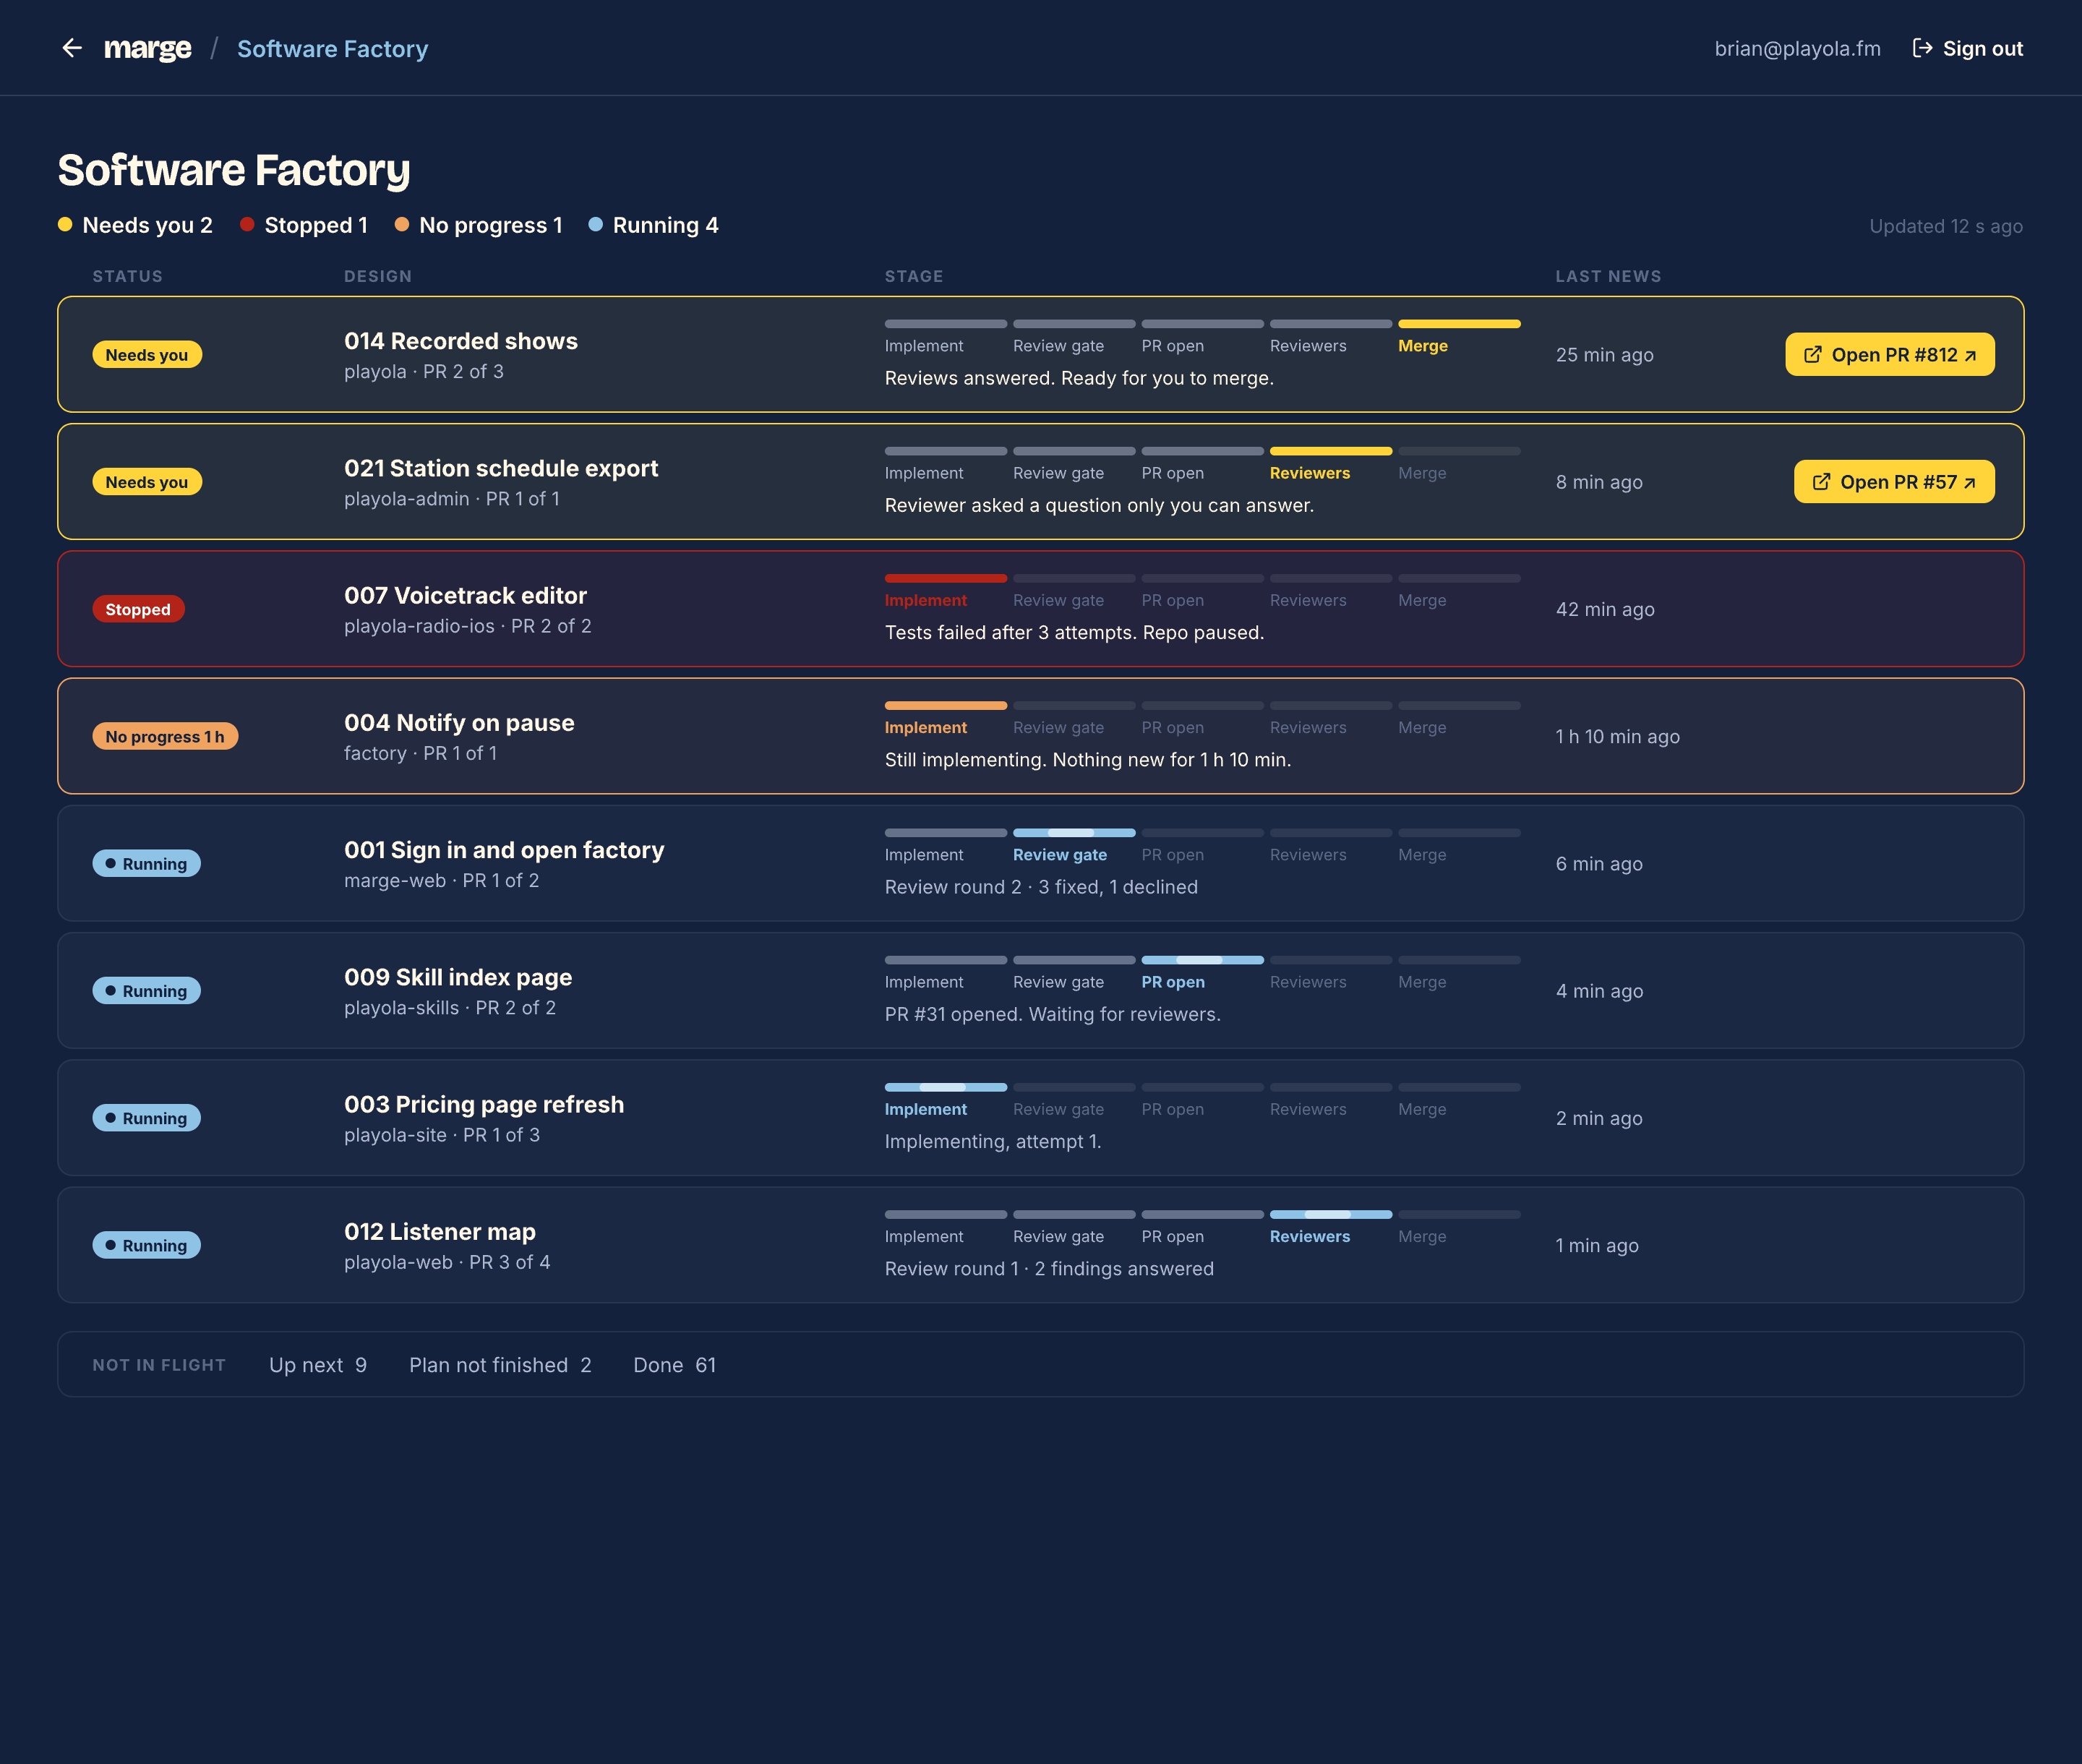 ← marge / Software Factory
brian@playola.fm
Sign out
Software Factory
Needs you 2 Stopped 1 No progress 1 Running 4
Updated 12 s ago
STATUS DESIGN STAGE LAST NEWS
Needs you
014 Recorded shows
playola · PR 2 of 3
Implement Review gate PR open Reviewers Merge
Reviews answered. Ready for you to merge.
25 min ago
Open PR #812 ↗
Needs you
021 Station schedule export
playola-admin · PR 1 of 1
Implement Review gate PR open Reviewers Merge
Reviewer asked a question only you can answer.
8 min ago
Open PR #57 ↗
Stopped
007 Voicetrack editor
playola-radio-ios · PR 2 of 2
Implement Review gate PR open Reviewers Merge
Tests failed after 3 attempts. Repo paused.
42 min ago
No progress 1 h
004 Notify on pause
factory · PR 1 of 1
Implement Review gate PR open Reviewers Merge
Still implementing. Nothing new for 1 h 10 min.
1 h 10 min ago
Running
001 Sign in and open factory
marge-web · PR 1 of 2
Implement Review gate PR open Reviewers Merge
Review round 2 · 3 fixed, 1 declined
6 min ago
Running
009 Skill index page
playola-skills · PR 2 of 2
Implement Review gate PR open Reviewers Merge
PR #31 opened. Waiting for reviewers.
4 min ago
Running
003 Pricing page refresh
playola-site · PR 1 of 3
Implement Review gate PR open Reviewers Merge
Implementing, attempt 1.
2 min ago
Running
012 Listener map
playola-web · PR 3 of 4
Implement Review gate PR open Reviewers Merge
Review round 1 · 2 findings answered
1 min ago
NOT IN FLIGHT Up next 9 Plan not finished 2 Done 61